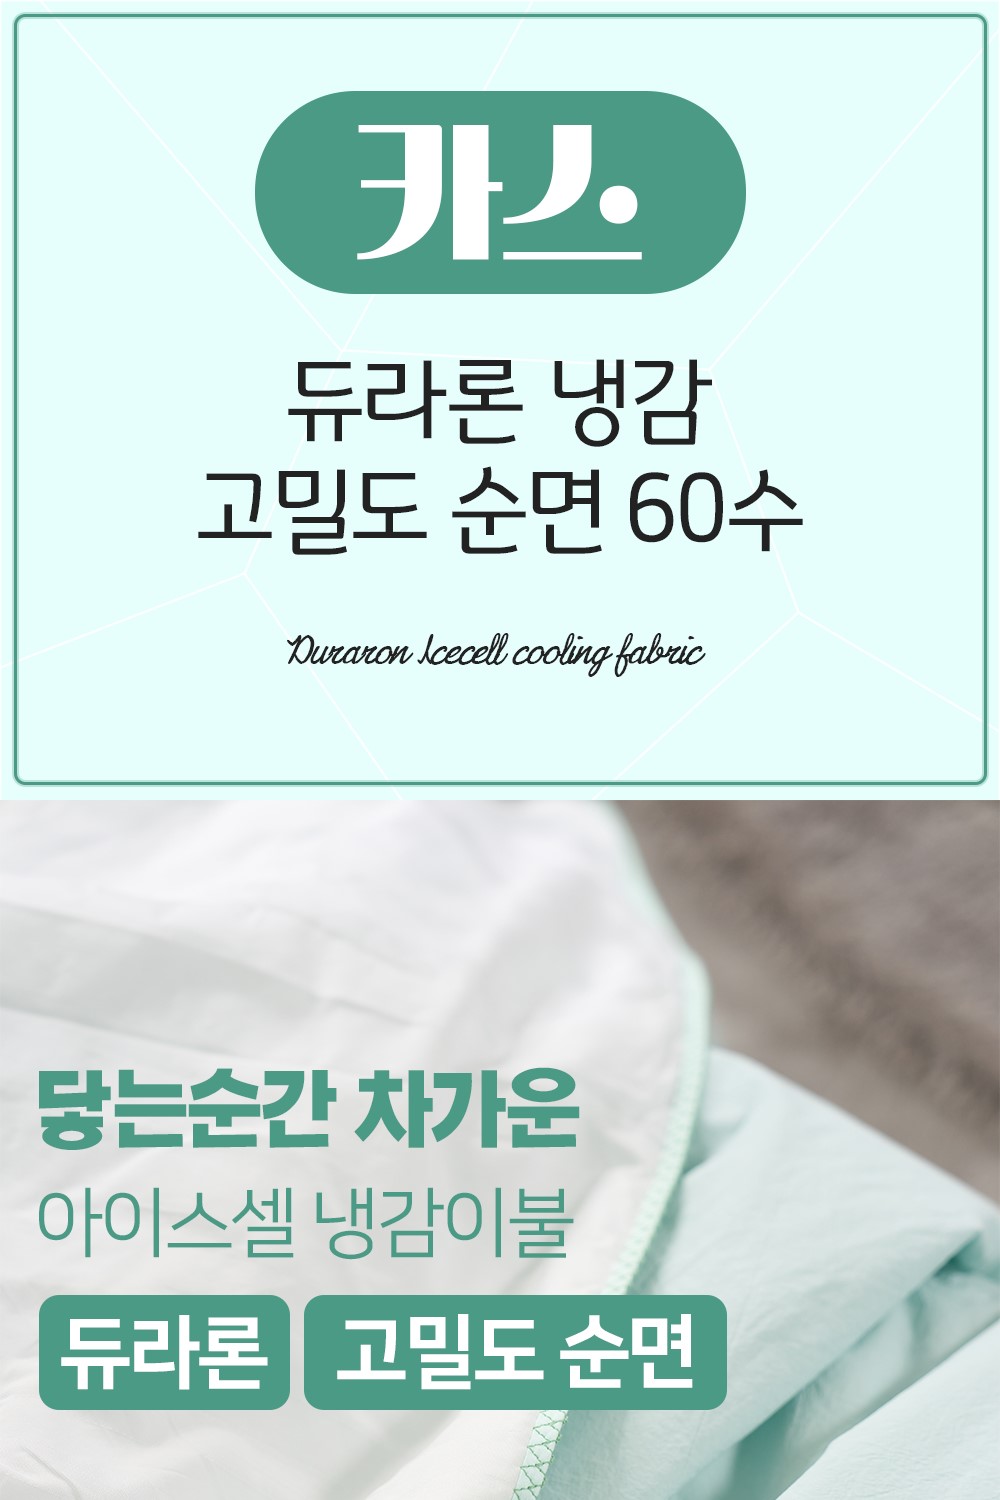 카스
듀라론 냉감
고밀도 순면 60수
Duraron Icecell cooling fabric
닿는순간 차가운
아이스셀 냉감이불
듀라론 고밀도 순면